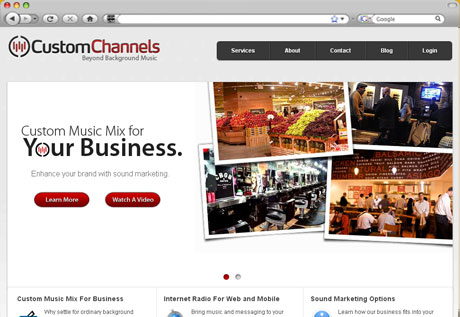 Google
CustomChannels
Beyond Background Music
Services
About
Contact
Blog
Login
Custom Music Mix for
Your Business.
Enhance your brand with sound marketing.
Learn More
Watch A Video
Custom Music Mix For Business
Why settle for ordinary background
Internet Radio For Web and Mobile
Bring music and messaging to your
Sound Marketing Options
Learn how our business fits into your